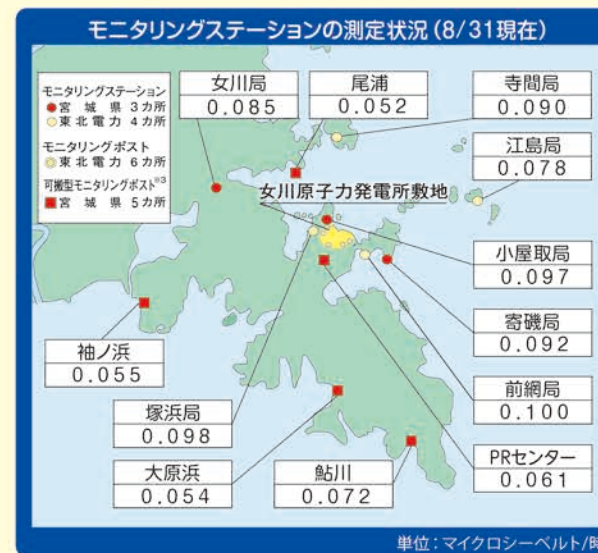 モニタリングステーションの測定状況(8/31現在)
モニタリングステーション
宮城県 3カ所
東北電力 4カ所
モニタリングポスト
東北電力 6カ所
可搬型モニタリングポスト※3
宮城県 5カ所
女川局
0.085
尾浦
0.052
寺間局
0.090
江島局
0.078
女川原子力発電所敷地
小屋取局
0.097
寄磯局
0.092
前網局
0.100
PRセンター
0.061
袖ノ浜
0.055
塚浜局
0.098
大原浜
0.054
鮎川
0.072
単位:マイクロシーベルト/時